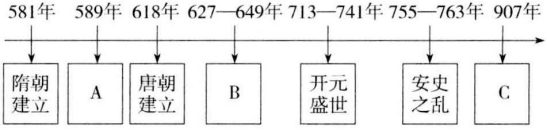 581年 589年 618年 627—649年 713—741年 755—763年 907年
隋朝
建立
A
唐朝
建立
B
开元
盛世
安史
之乱
C